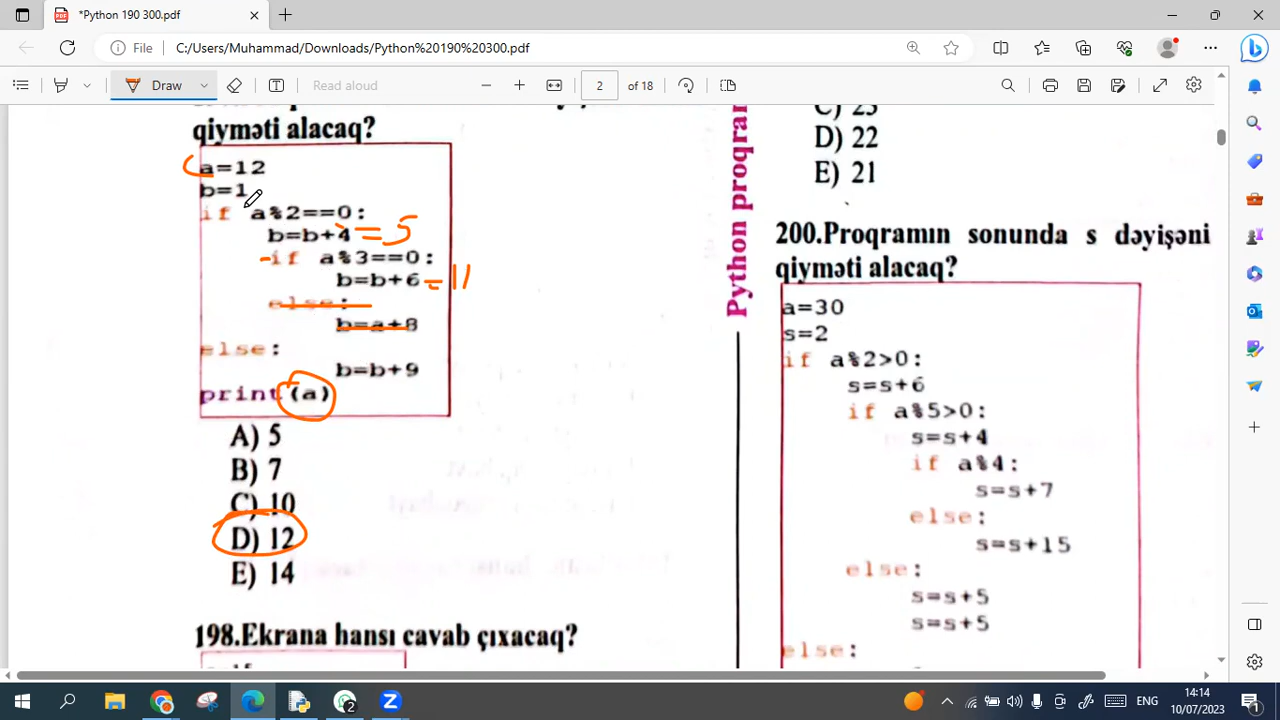 *Python 190 300.pdf
File
C:/Users/Muhammad/Downloads/Python%20190%20300.pdf
Draw
Read aloud
2
of 18
qiyməti alacaq?
a=12
b=1
if a%2==0:
b=b+4 =5
if a%3==0:
b=b+6 =11
else:
b=a+8
else:
b=b+9
print(a)
A) 5
B) 7
C) 10
D) 12
E) 14
198.Ekrana hansı cavab çıxacaq?
Python proqram
C) 23
D) 22
E) 21
200.Proqramın sonunda s dəyişəni
qiyməti alacaq?
a=30
s=2
if a%2>0:
s=s+6
if a%5>0:
s=s+4
if a%4:
s=s+7
else:
s=s+15
else:
s=s+5
s=s+5
else:
ENG
14:14
10/07/2023
2
1